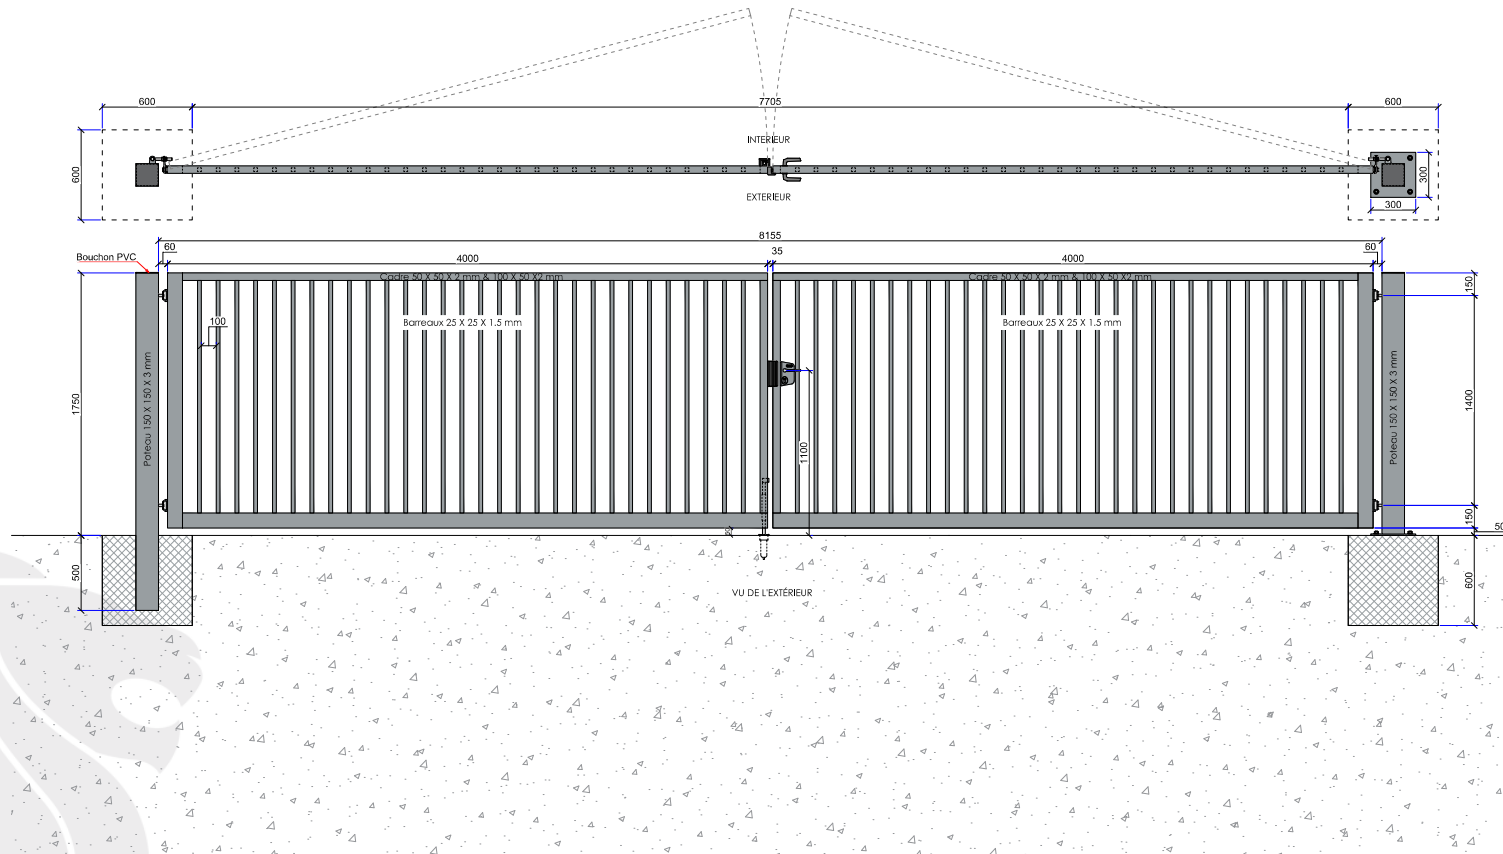 600
7705
600
INTERIEUR
600
300
EXTERIEUR
300
8155
60
35
60
Bouchon PVC
4000
4000
Cadre 50 X 50 X 2 mm & 100 X 50 X2 mm
Cadre 50 X 50 X 2 mm & 100 X 50 X2 mm
150
100
Barreaux 25 X 25 X 1.5 mm
Barreaux 25 X 25 X 1.5 mm
1750
Poteau 150 X 150 X 3 mm
Poteau 150 X 150 X 3 mm
1400
1100
150
50
500
600
VU DE L'EXTÉRIEUR